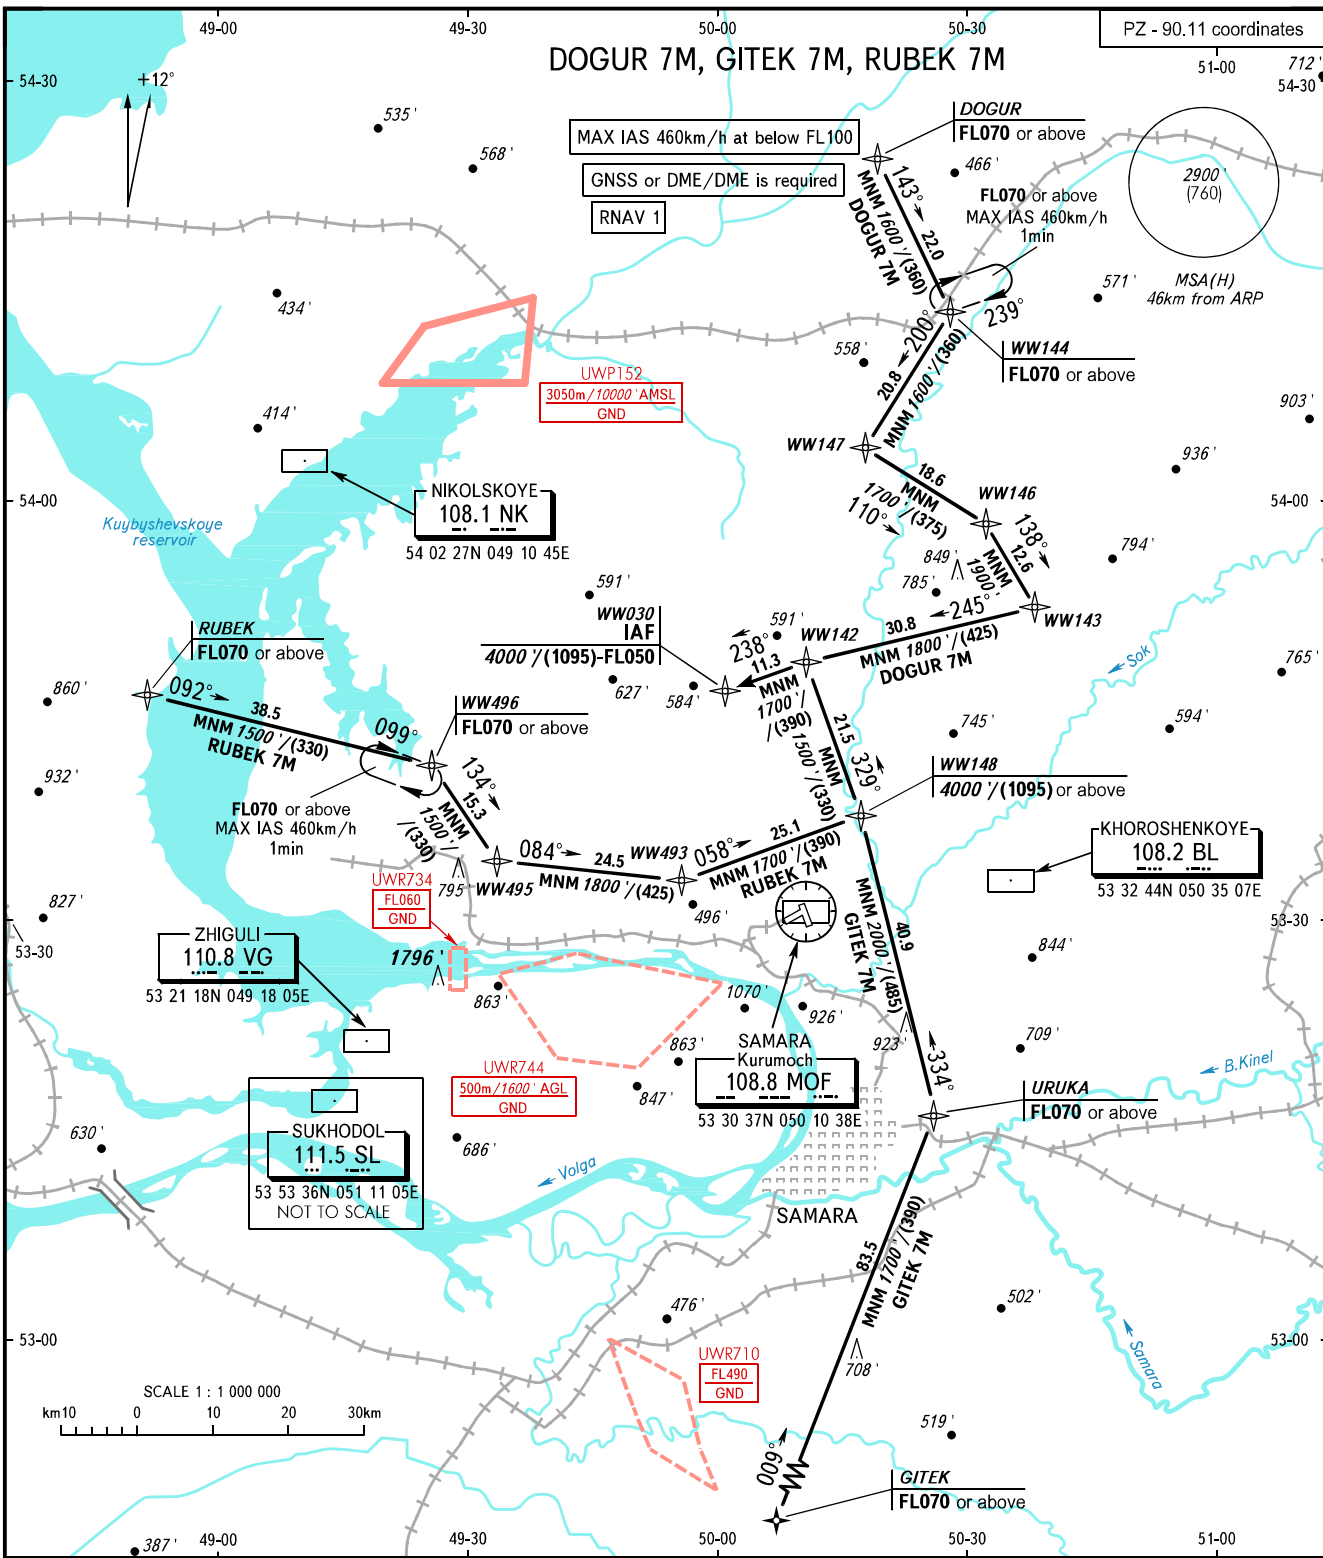 49-00
49-30
50-00
50-30
PZ - 90.11 coordinates
DOGUR 7M, GITEK 7M, RUBEK 7M
51-00
712'
54-30
54-30
+12°
535'
568'
MAX IAS 460km/h at below FL100
GNSS or DME/DME is required
RNAV 1
DOGUR
FL070 or above
466'
2900'
(760)
MSA(H)
46km from ARP
143°
22.0
MNM 1600'/(360)
DOGUR 7M
FL070 or above
MAX IAS 460km/h
1min
571'
434'
239°
200°
WW144
FL070 or above
558'
20.8
MNM 1600'/(360)
UWP152
3050m/10000'AMSL
GND
414'
903'
936'
WW147
18.6
MNM
1700'/(375)
110°
WW146
138°
12.6
MNM
1900'
NIKOLSKOYE
108.1 NK
54 02 27N 049 10 45E
54-00
54-00
Kuybyshevskoye
reservoir
794'
849'
785'
591'
WW030
IAF
4000'/(1095)-FL050
591'
WW142
245°
30.8
MNM 1800'/(425)
DOGUR 7M
WW143
238°
11.3
MNM
1700'/
/(390)
627'
584'
RUBEK
FL070 or above
860'
092°
38.5
MNM 1500'/(330)
RUBEK 7M
099°
WW496
FL070 or above
Sok
765'
594'
745'
21.5
MNM
1500'/(330)
329°
WW148
4000'/(1095) or above
932'
FL070 or above
MAX IAS 460km/h
1min
134°
15.3
MNM
1500'/
/(330)
795'
WW495
084°
24.5
MNM 1800'/(425)
WW493
058°
25.1
MNM 1700'/(390)
RUBEK 7M
496'
KHOROSHENKOYE
108.2 BL
53 32 44N 050 35 07E
UWR734
FL060
GND
827'
53-30
53-30
ZHIGULI
110.8 VG
53 21 18N 049 18 05E
1796'
863'
MNM 2000'/(485)
GITEK 7M
40.9
844'
1070'
926'
923'
709'
SAMARA
Kurumoch
108.8 MOF
53 30 37N 050 10 38E
863'
847'
UWR744
500m/1600' AGL
GND
334°
B.Kinel
URUKA
FL070 or above
SUKHODOL
111.5 SL
53 53 36N 051 11 05E
NOT TO SCALE
630'
686'
Volga
SAMARA
83.5
MNM 1700'/(390)
GITEK 7M
502'
476'
53-00
53-00
UWR710
FL490
GND
708'
Samara
SCALE 1 : 1 000 000
km10 0 10 20 30km
519'
009°
GITEK
FL070 or above
387'
49-00
49-30
50-00
50-30
51-00